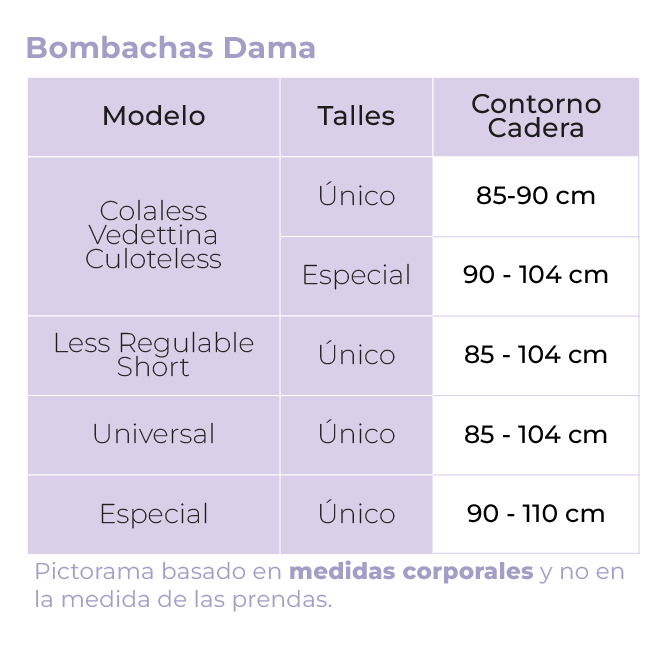 Bombachas Dama
Modelo
Talles
Contorno
Cadera
Colaless
Vedettina
Culoteless
Único
85-90 cm
Especial
90 - 104 cm
Less Regulable
Short
Único
85 - 104 cm
Universal
Único
85 - 104 cm
Especial
Único
90 - 110 cm
Pictorama basado en medidas corporales y no en
la medida de las prendas.